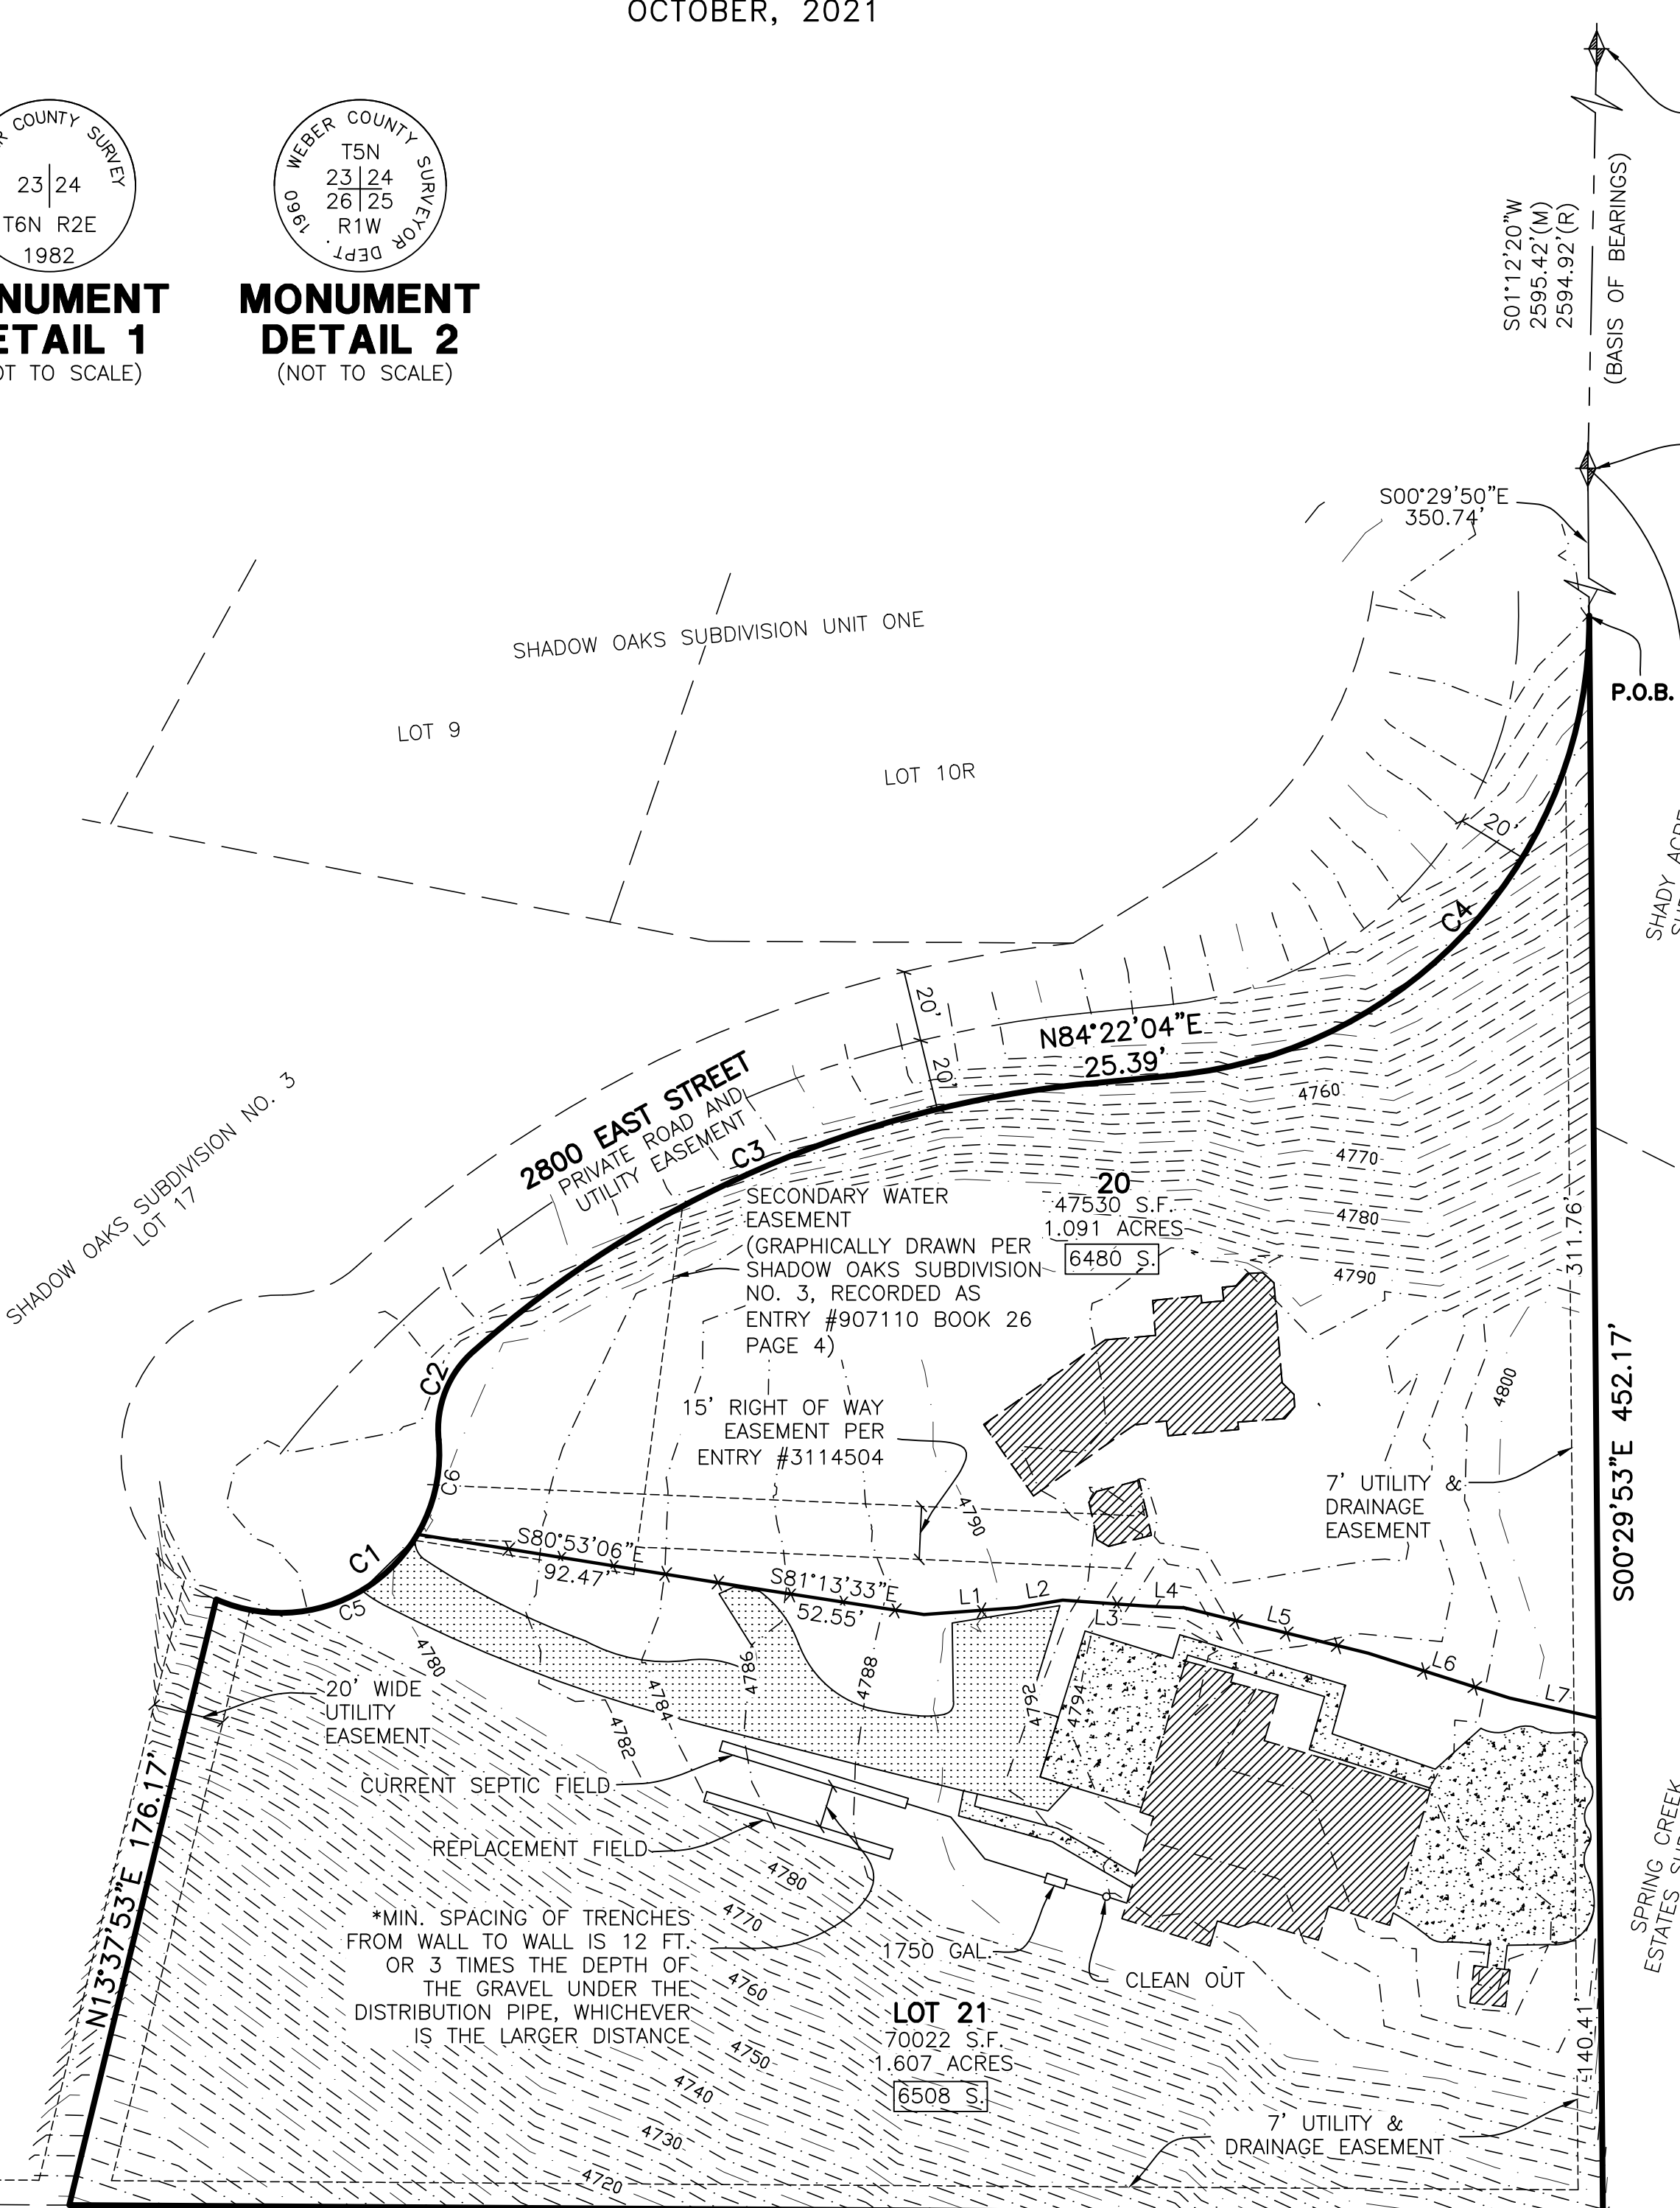 OCTOBER, 2021
COUNTY SURVEY
23 24
T6N R2E
1982
NUMENT
ETAIL 1
OT TO SCALE)
WEBER COUNTY SURVEYOR DEPT. 1960
T5N
23 24
26 25
R1W
MONUMENT
DETAIL 2
(NOT TO SCALE)
S01°12'20"W
2595.42'(M)
2594.92'(R)
(BASIS OF BEARINGS)
S00°29'50"E
350.74'
P.O.B.
SHADOW OAKS SUBDIVISION UNIT ONE
LOT 9
LOT 10R
20'
C4
SHADY ACRE
20'
20'
N84°22'04"E
25.39'
SHADOW OAKS SUBDIVISION NO. 3
LOT 17
2800 EAST STREET
PRIVATE ROAD AND
UTILITY EASEMENT
C3
4760
4770
4780
4790
4800
20
47530 S.F.
1.091 ACRES
6480 S.
SECONDARY WATER
EASEMENT
(GRAPHICALLY DRAWN PER
SHADOW OAKS SUBDIVISION
NO. 3, RECORDED AS
ENTRY #907110 BOOK 26
PAGE 4)
311.76'
S00°29'53"E 452.17'
C2
15' RIGHT OF WAY
EASEMENT PER
ENTRY #3114504
C6
4790
7' UTILITY &
DRAINAGE
EASEMENT
C1
C5
S80°53'06"E
92.47'
S81°13'33"E
52.55'
L1
L2
L3
L4
L5
L6
L7
4780
4782
4784
4786
4788
4792
4794
20' WIDE
UTILITY
EASEMENT
N13°37'53"E 176.17'
CURRENT SEPTIC FIELD
REPLACEMENT FIELD
*MIN. SPACING OF TRENCHES
FROM WALL TO WALL IS 12 FT.
OR 3 TIMES THE DEPTH OF
THE GRAVEL UNDER THE
DISTRIBUTION PIPE, WHICHEVER
IS THE LARGER DISTANCE
4780
4770
4760
4750
4740
4730
4720
1750 GAL.
CLEAN OUT
LOT 21
70022 S.F.
1.607 ACRES
6508 S.
140.41'
7' UTILITY &
DRAINAGE EASEMENT
SPRING CREEK
ESTATES